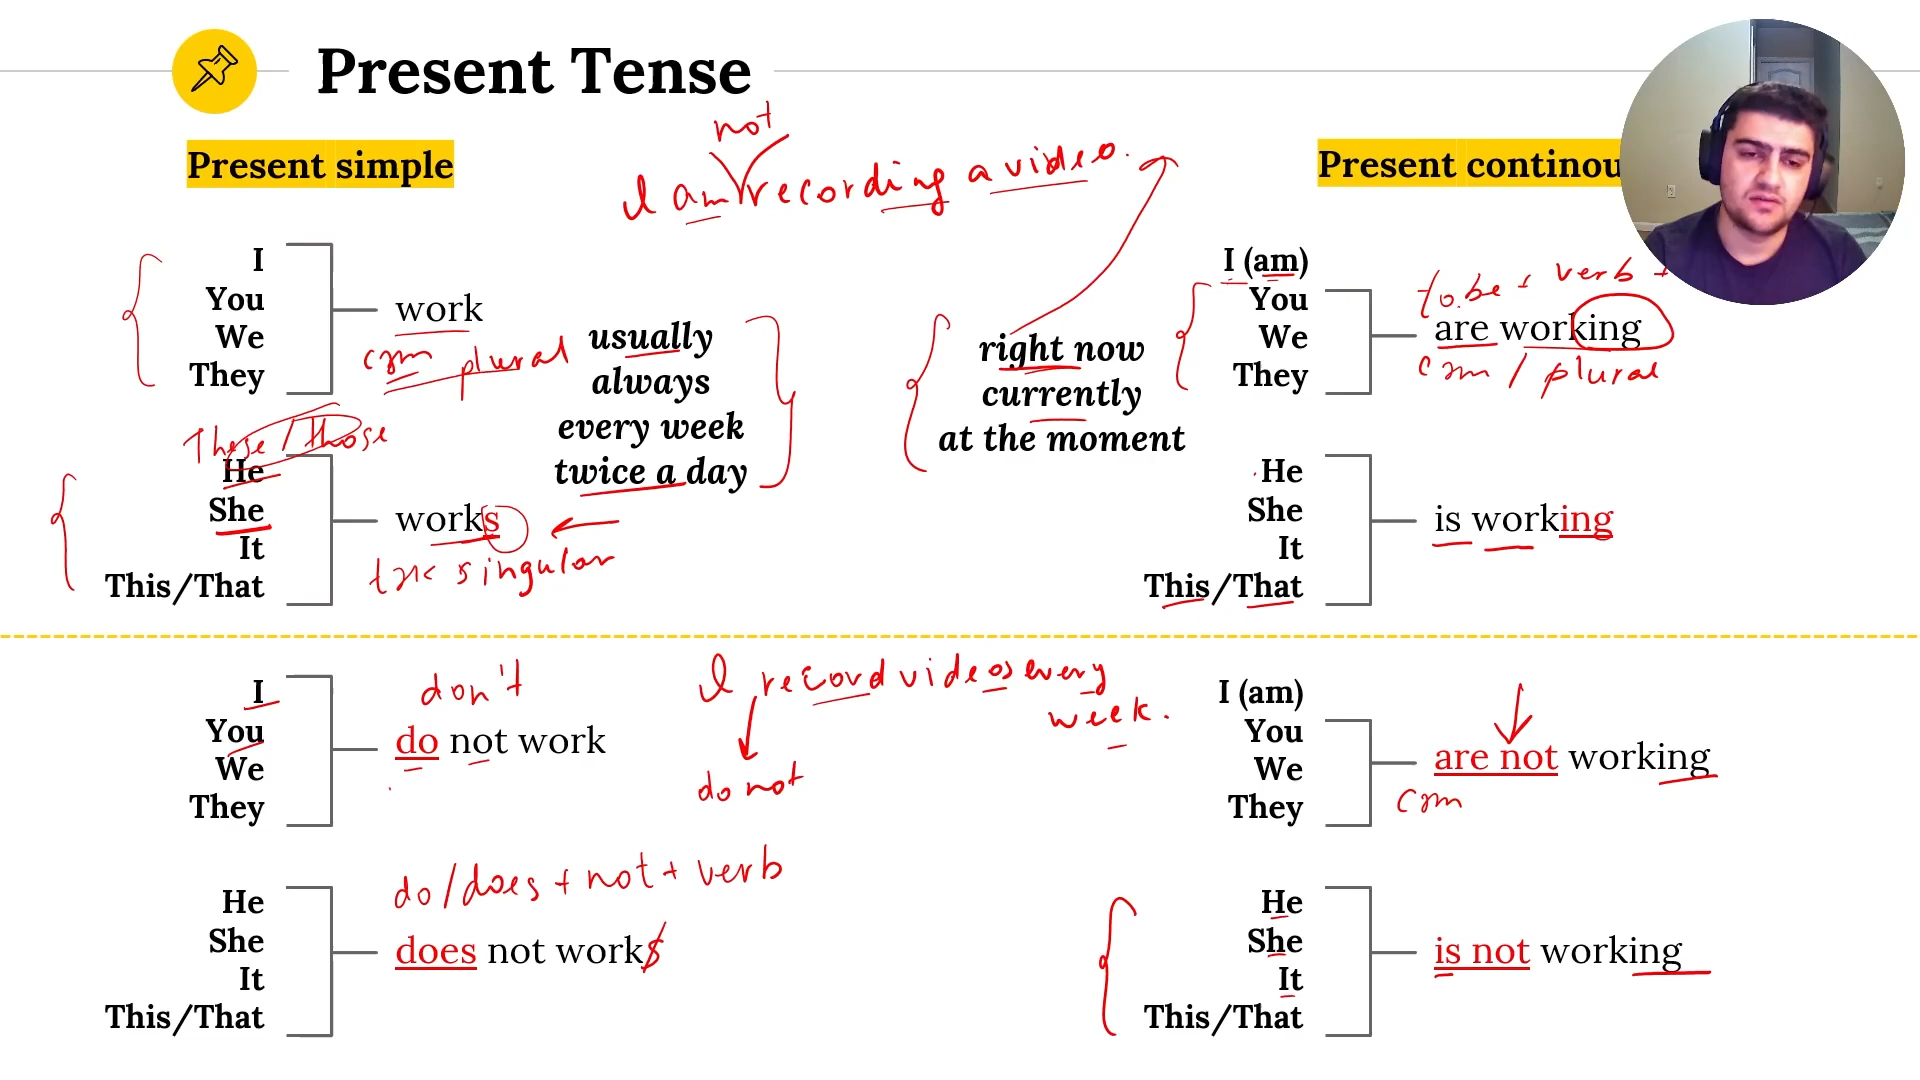 Present Tense
not
Present simple
I am recording a video.
Present continou
I
You
We
They
work
plural
usually
always
every week
twice a day
right now
currently
at the moment
I (am)
You
We
They
to.be + verb +
are working
/ plural
These / those
He
She
It
This/That
works
singular
He
She
It
This/That
is working
I
You
We
They
don't
do not work
I record videos every
week.
do not
I (am)
You
We
They
are not working
He
She
It
This/That
do/does + not + verb
does not works
He
She
It
This/That
is not working